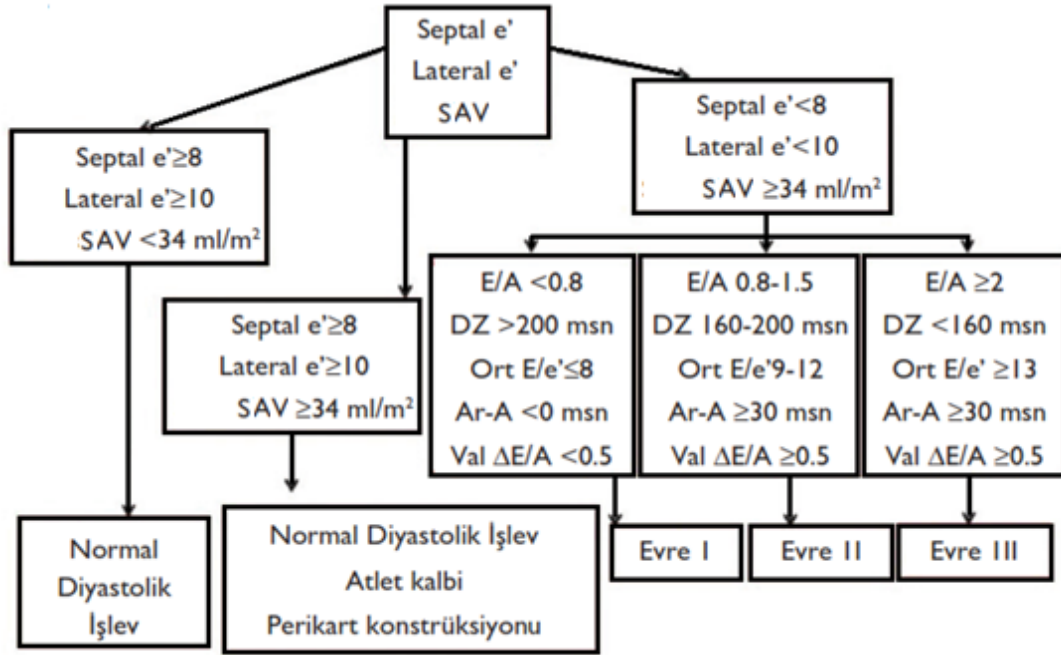 Septal e'
Lateral e'
SAV
Septal e'≥8
Lateral e'≥10
SAV <34 ml/m²
Septal e'<8
Lateral e'<10
SAV ≥34 ml/m²
Septal e'≥8
Lateral e'≥10
SAV ≥34 ml/m²
E/A <0.8
DZ >200 msn
Ort E/e'≤8
Ar-A <0 msn
Val ΔE/A <0.5
E/A 0.8-1.5
DZ 160-200 msn
Ort E/e'9-12
Ar-A ≥30 msn
Val ΔE/A ≥0.5
E/A ≥2
DZ <160 msn
Ort E/e' ≥13
Ar-A ≥30 msn
Val ΔE/A ≥0.5
Normal
Diyastolik
İşlev
Normal Diyastolik İşlev
Atlet kalbi
Perikart konstrüksiyonu
Evre I
Evre 1I
Evre 1II